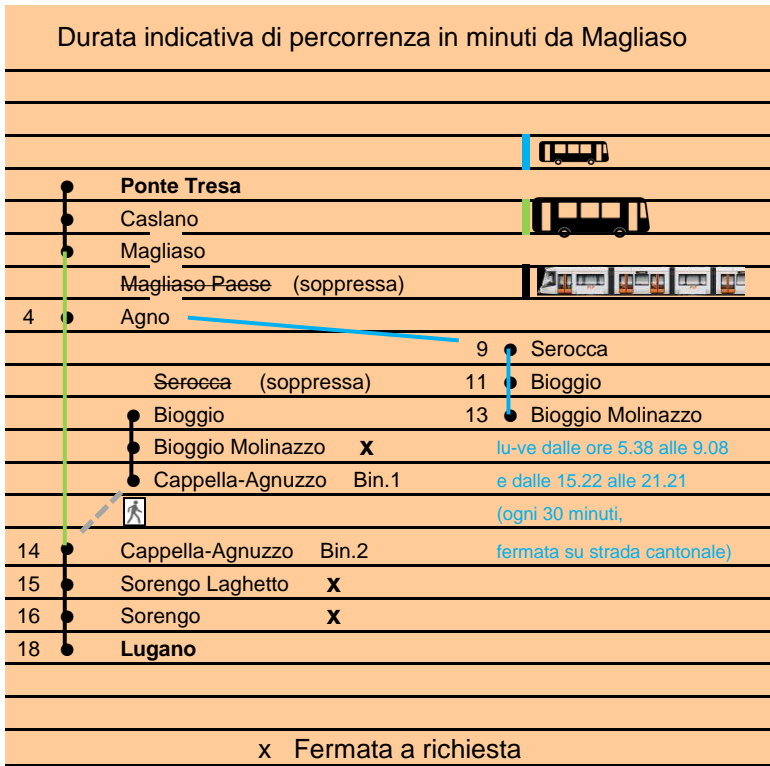 Durata indicativa di percorrenza in minuti da Magliaso
Ponte Tresa
Caslano
Magliaso
Magliaso Paese (soppressa)
4 Agno
9 Serocca
Serocca (soppressa) 11 Bioggio
Bioggio 13 Bioggio Molinazzo
Bioggio Molinazzo x lu-ve dalle ore 5.38 alle 9.08
Cappella-Agnuzzo Bin.1 e dalle 15.22 alle 21.21
(ogni 30 minuti,
14 Cappella-Agnuzzo Bin.2 fermata su strada cantonale)
15 Sorengo Laghetto x
16 Sorengo x
18 Lugano
x Fermata a richiesta